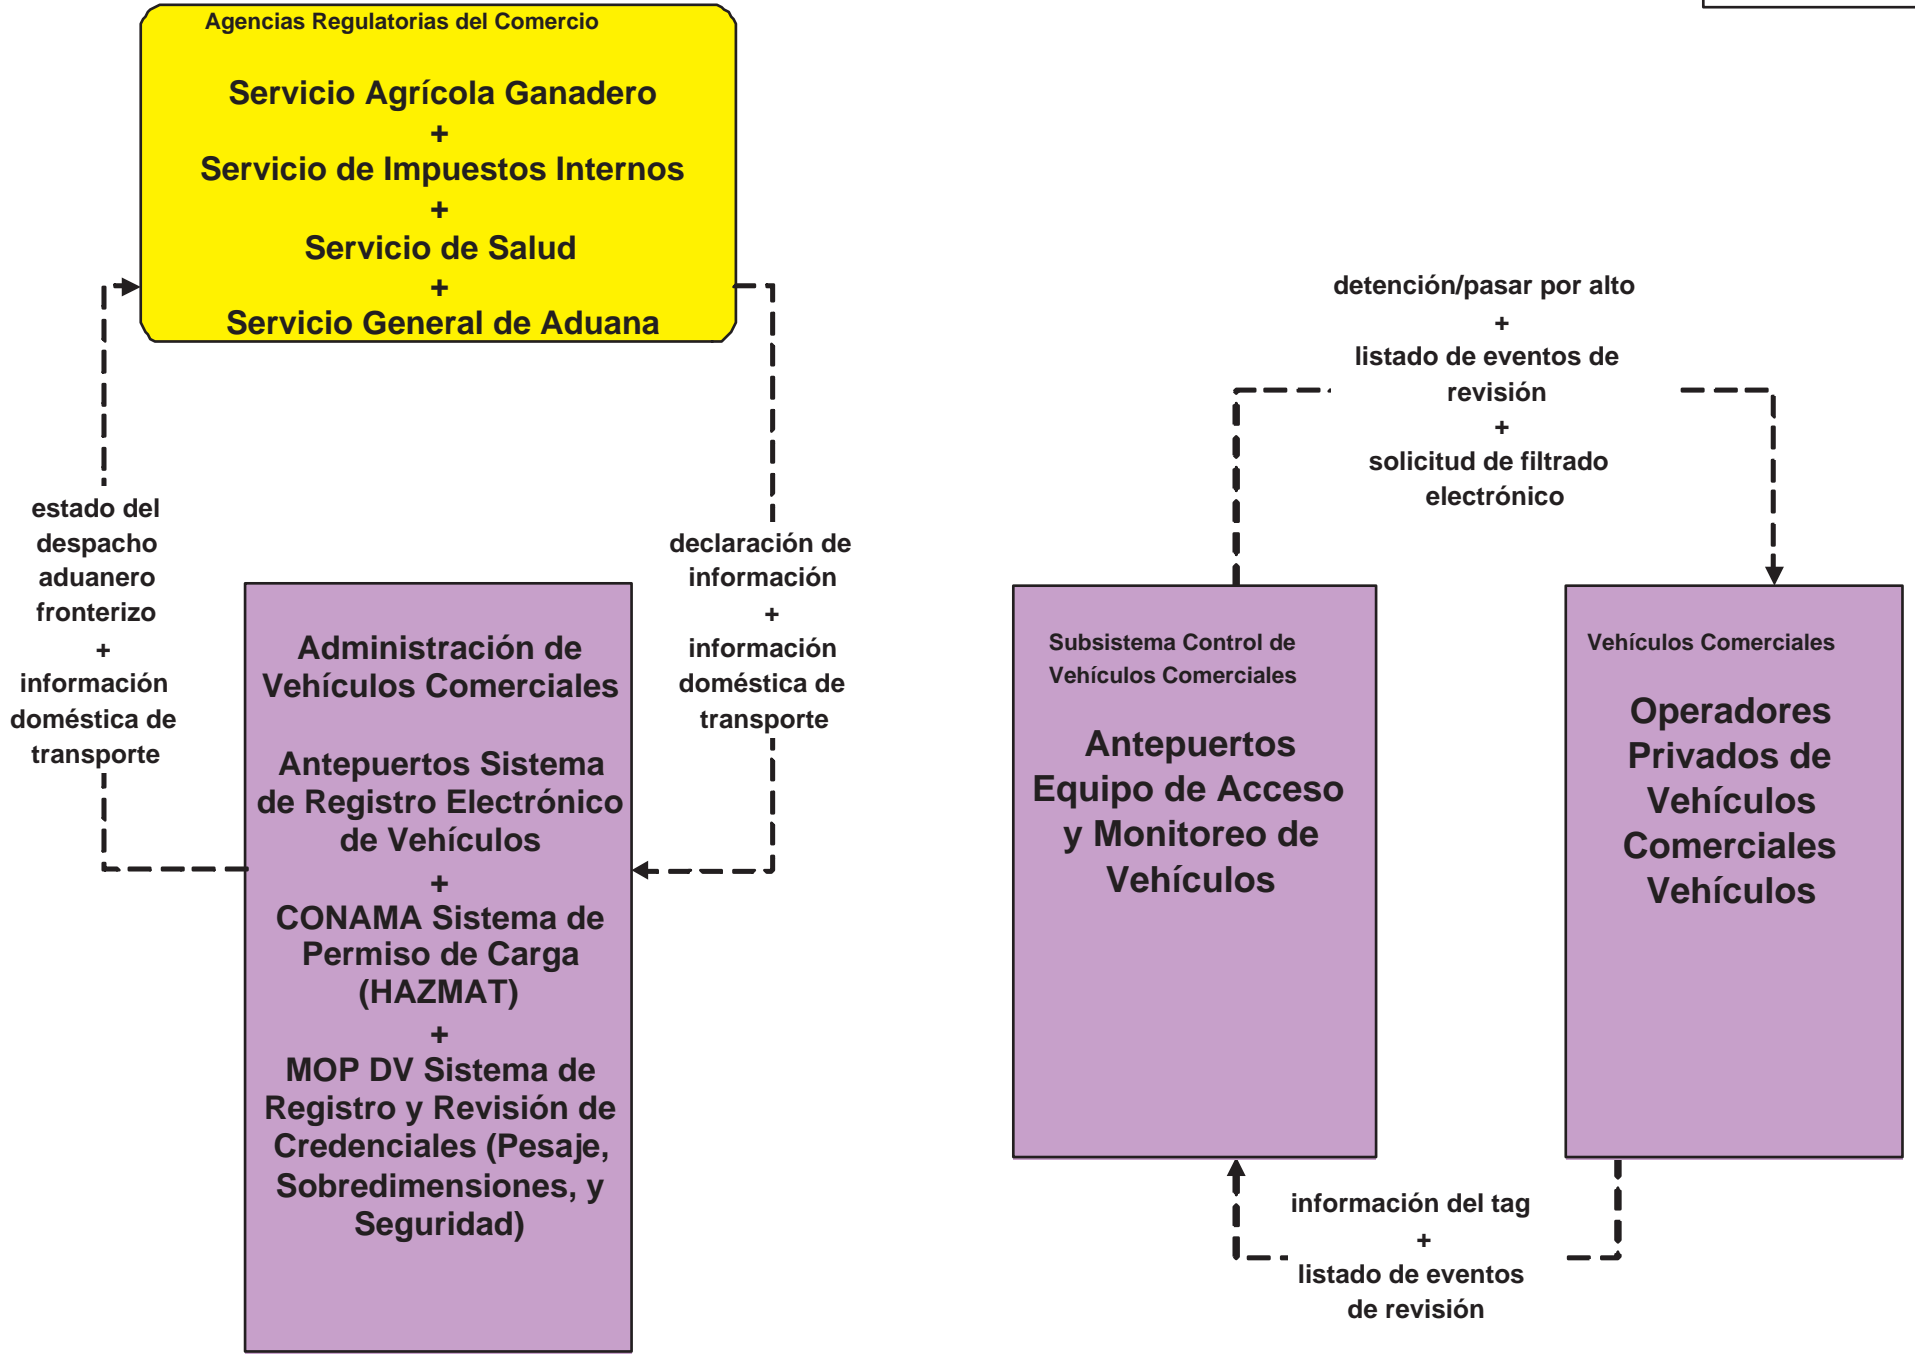 Agencias Regulatorias del Comercio
Servicio Agrícola Ganadero
+
Servicio de Impuestos Internos
+
Servicio de Salud
+
Servicio General de Aduana
estado del
despacho
aduanero
fronterizo
+
información
doméstica de
transporte
declaración de
información
+
información
doméstica de
transporte
Administración de
Vehículos Comerciales
Antepuertos Sistema
de Registro Electrónico
de Vehículos
+
CONAMA Sistema de
Permiso de Carga
(HAZMAT)
+
MOP DV Sistema de
Registro y Revisión de
Credenciales (Pesaje,
Sobredimensiones, y
Seguridad)
detención/pasar por alto
+
listado de eventos de
revisión
+
solicitud de filtrado
electrónico
Subsistema Control de
Vehículos Comerciales
Antepuertos
Equipo de Acceso
y Monitoreo de
Vehículos
Vehículos Comerciales
Operadores
Privados de
Vehículos
Comerciales
Vehículos
información del tag
+
listado de eventos
de revisión